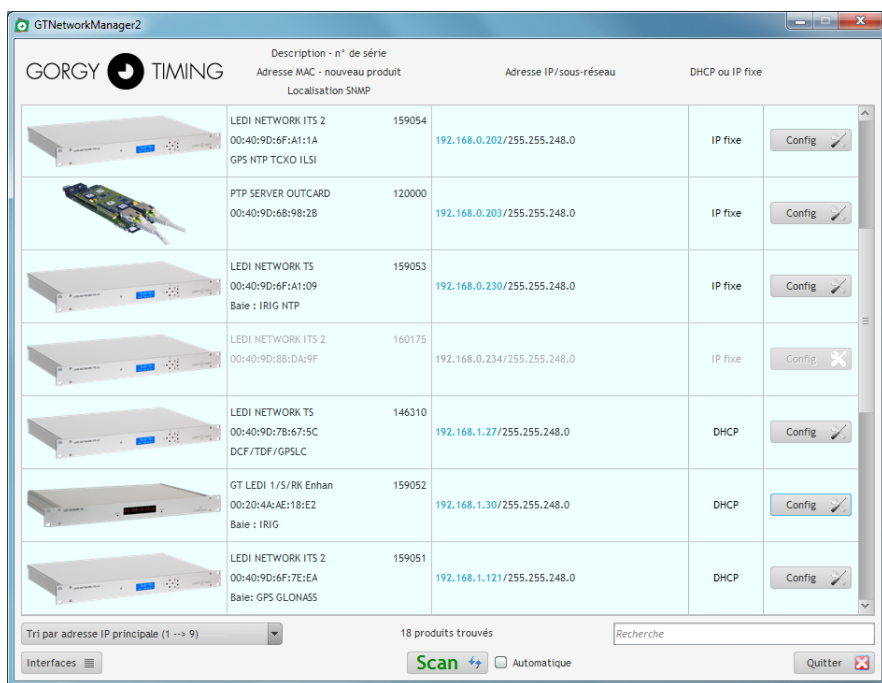 GTNetworkManager2
GORGY TIMING
Description - n° de série
Adresse MAC - nouveau produit
Localisation SNMP
Adresse IP/sous-réseau
DHCP ou IP fixe
LEDI NETWORK ITS 2 159054
00:40:9D:6F:A1:1A
GPS NTP TCXO ILSI
192.168.0.202/255.255.248.0
IP fixe
Config
PTP SERVER OUTCARD 120000
00:40:9D:6B:98:2B
192.168.0.203/255.255.248.0
IP fixe
Config
LEDI NETWORK TS 159053
00:40:9D:6F:A1:09
Baie : IRIG NTP
192.168.0.230/255.255.248.0
IP fixe
Config
LEDI NETWORK ITS 2 160175
00:40:9D:8B:DA:9F
192.168.0.234/255.255.248.0
IP fixe
Config
LEDI NETWORK TS 146310
00:40:9D:7B:67:5C
DCF/TDF/GPSLC
192.168.1.27/255.255.248.0
DHCP
Config
GT LEDI 1/S/RK Enhan 159052
00:20:4A:AE:18:E2
Baie : IRIG
192.168.1.30/255.255.248.0
DHCP
Config
LEDI NETWORK ITS 2 159051
00:40:9D:6F:7E:EA
Baie: GPS GLONASS
192.168.1.121/255.255.248.0
DHCP
Config
Tri par adresse IP principale (1 --> 9)
18 produits trouvés
Recherche
Interfaces
Scan
Automatique
Quitter